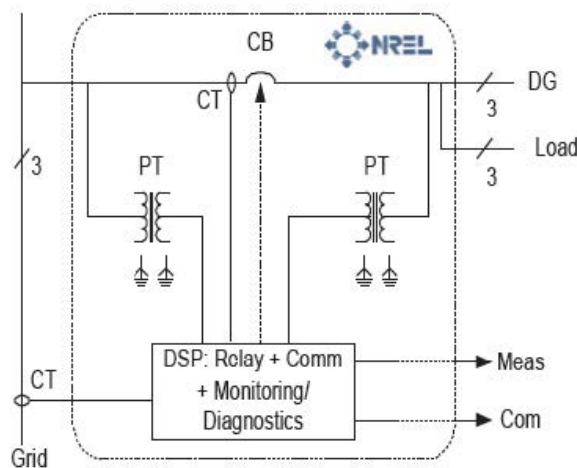 CB
NREL
CT
DG
3
Load
3
3
PT
PT
DSP: Relay + Comm
+ Monitoring/
Diagnostics
CT
Meas
Com
Grid